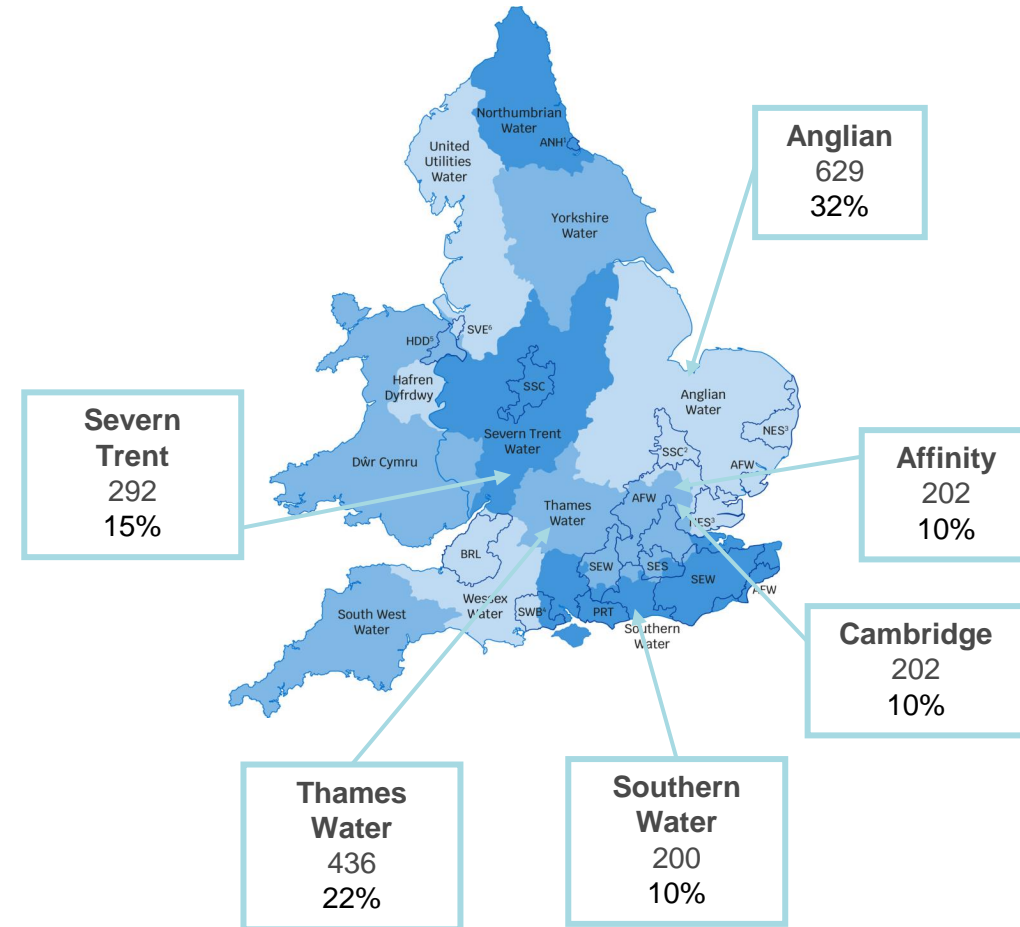 Northumbrian
Water
ANH¹
United
Utilities
Water
Yorkshire
Water
Anglian
629
32%
HDD⁵
SVE⁶
Hafren
Dyfrdwy
SSC
Anglian
Water
NES³
Severn
Trent
292
15%
Severn Trent
Water
Dŵr Cymru
SSC²
AFW
Affinity
202
10%
Thames
Water
AFW
NES³
BRL
SEW
SES
SEW
AFW
Wessex
Water
South West
Water
SWB⁴
PRT
Southern
Water
Cambridge
202
10%
Thames
Water
436
22%
Southern
Water
200
10%